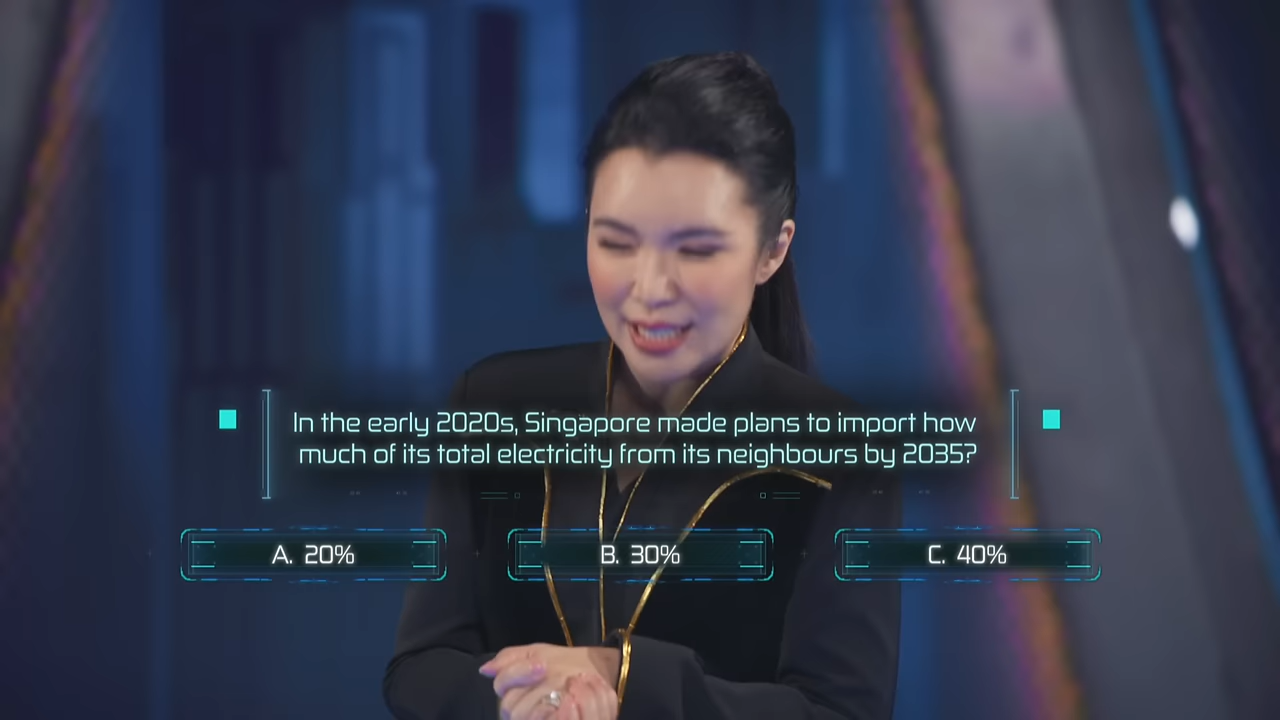 In the early 2020s, Singapore made plans to import how
much of its total electricity from its neighbours by 2035?
A. 20%
B. 30%
C. 40%